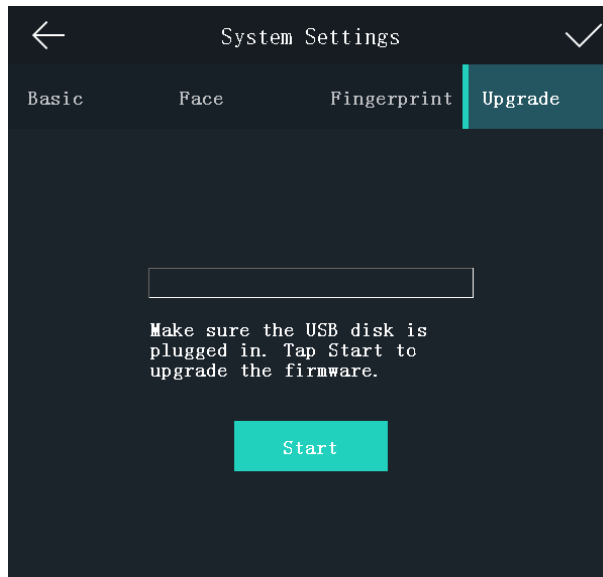 System Settings
Basic Face Fingerprint Upgrade
Make sure the USB disk is
plugged in. Tap Start to
upgrade the firmware.
Start